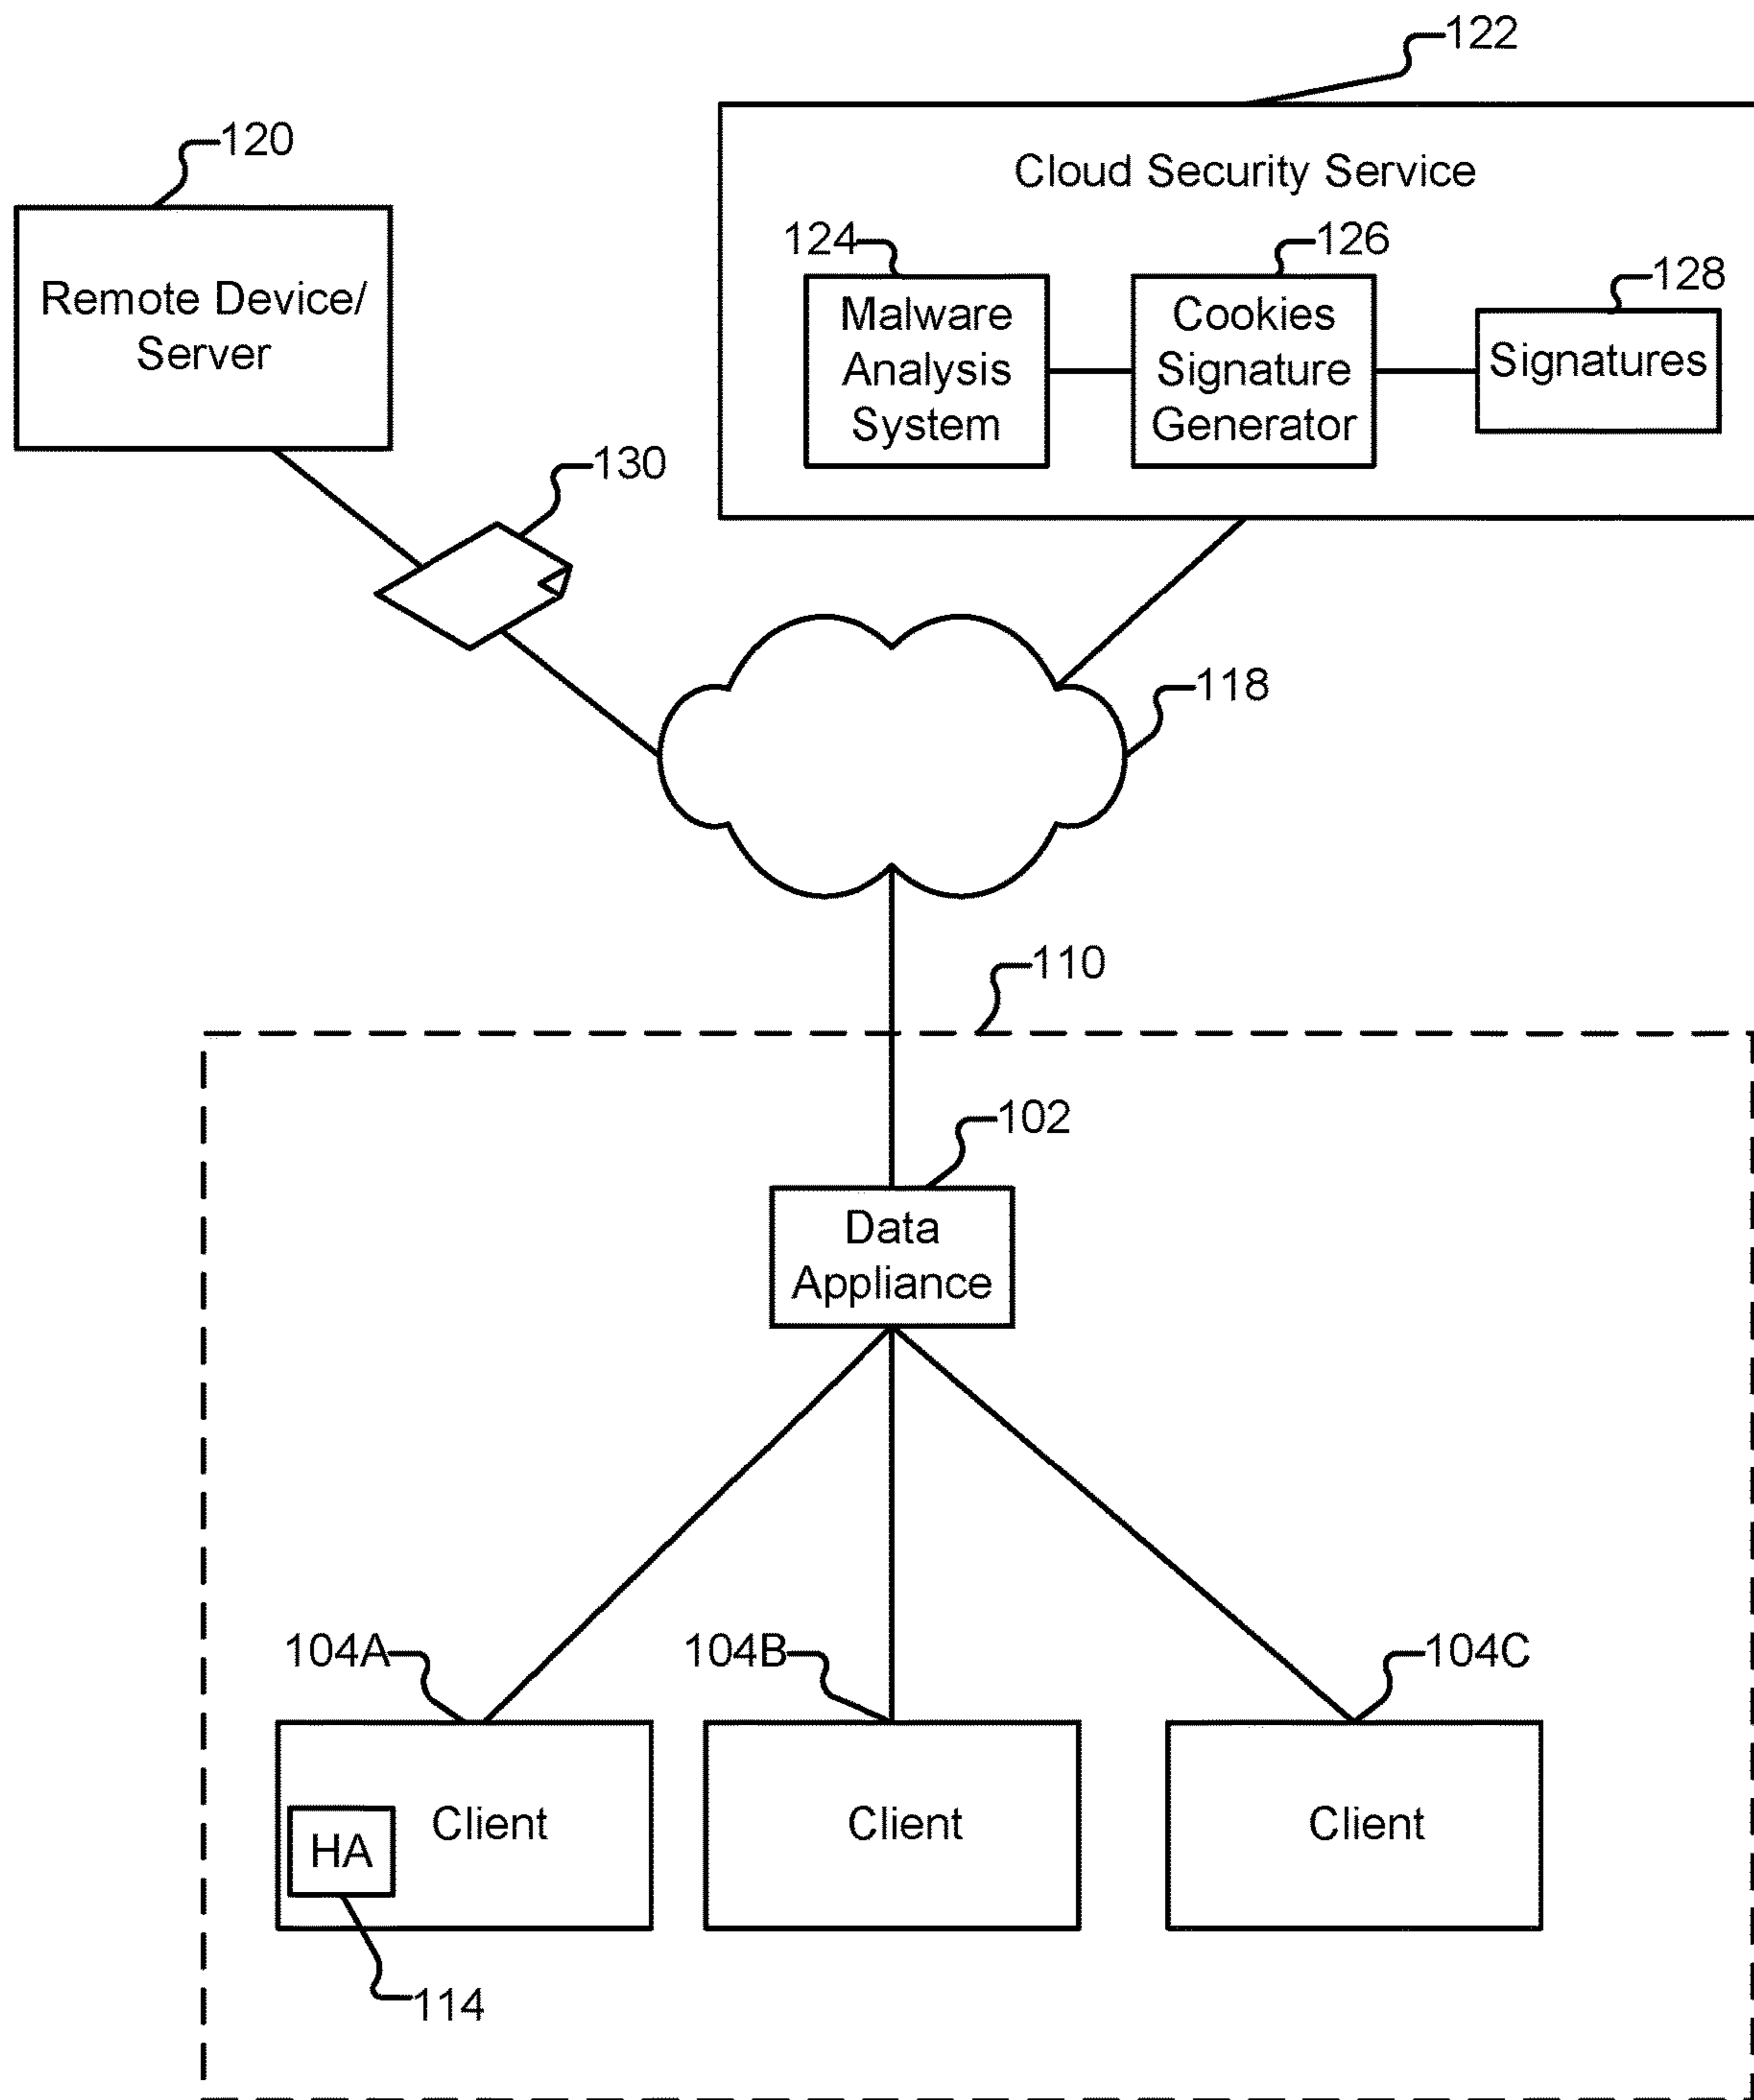 122
120
Cloud Security Service
Remote Device/
Server
124
126
128
Malware
Analysis
System
Cookies
Signature
Generator
Signatures
130
118
110
102
Data
Appliance
104A
104B
104C
Client
HA
Client
Client
114